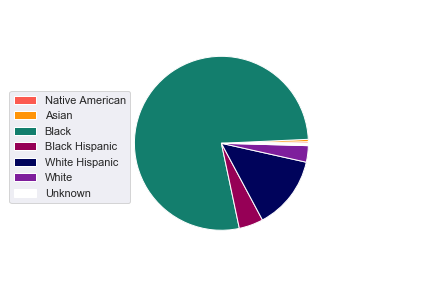 Native American
Asian
Black
Black Hispanic
White Hispanic
White
Unknown